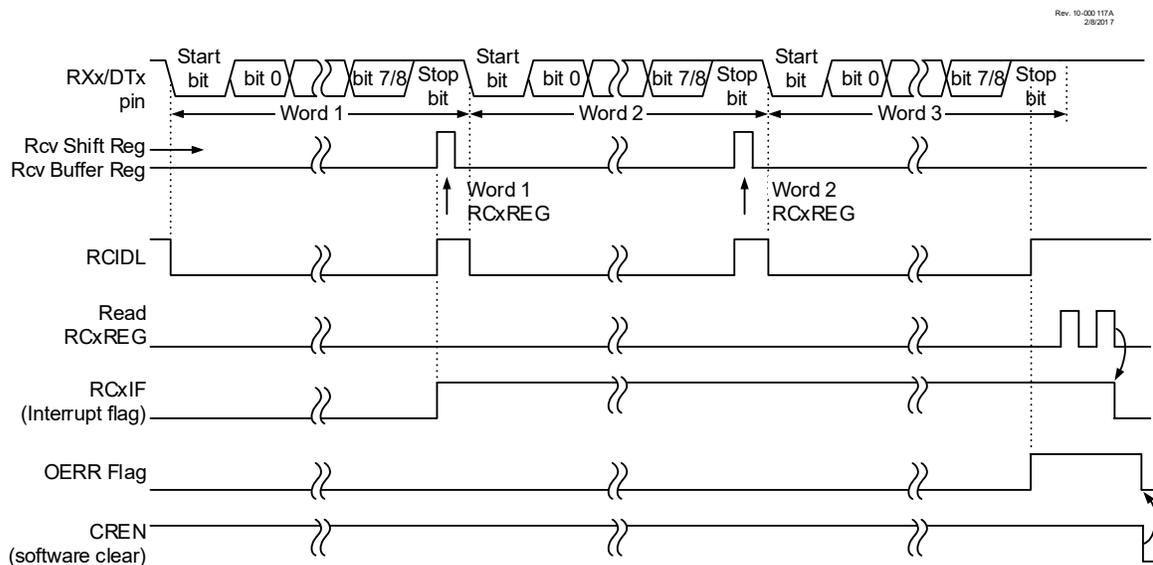 Rev. 10-000 117A
2/8/201 7
RXx/DTx
pin
Start
bit
bit 0
bit 7/8
Stop
bit
Start
bit
bit 0
bit 7/8
Stop
bit
Start
bit
bit 0
bit 7/8
Stop
bit
Word 1
Word 2
Word 3
Rcv Shift Reg
Rcv Buffer Reg
Word 1
RCxREG
Word 2
RCxREG
RCIDL
Read
RCxREG
RCxIF
(Interrupt flag)
OERR Flag
CREN
(software clear)